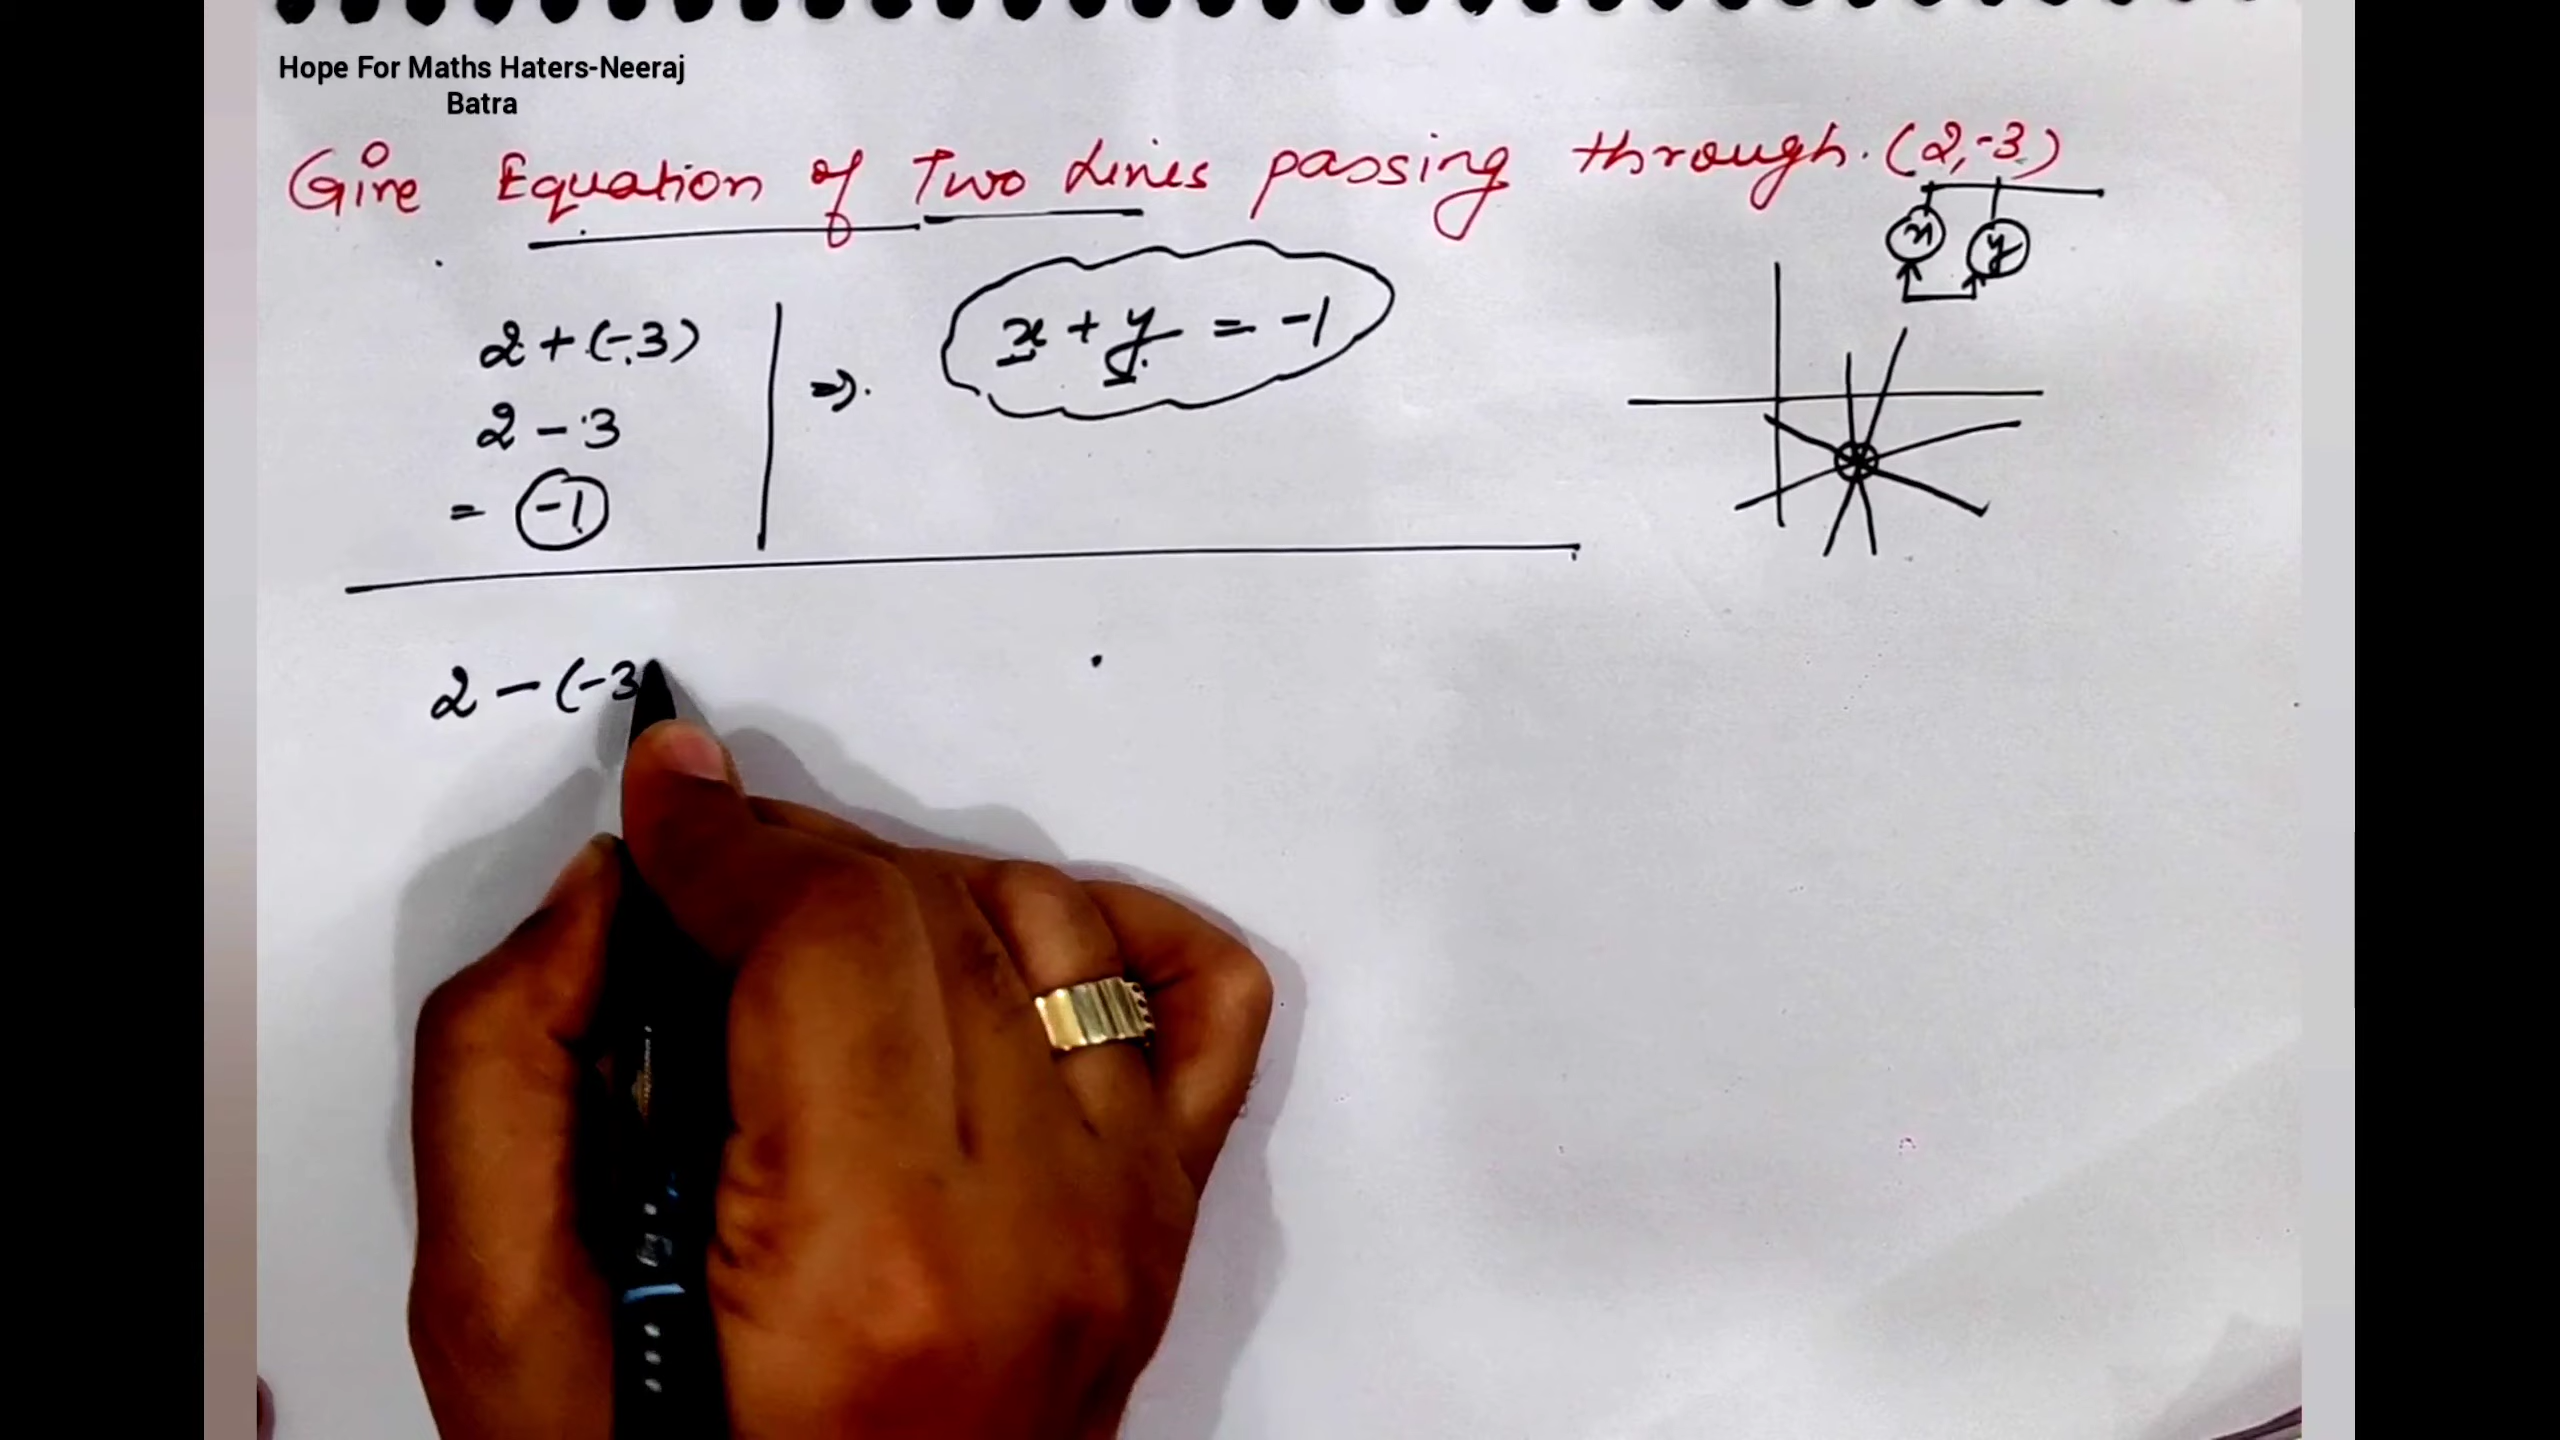 Hope For Maths Haters-Neeraj
Batra
Give Equation of Two Lines passing through. (2,-3)
x y
2 + (-3)
2 - 3
= -1
⇒ x + y = -1
2 - (-3